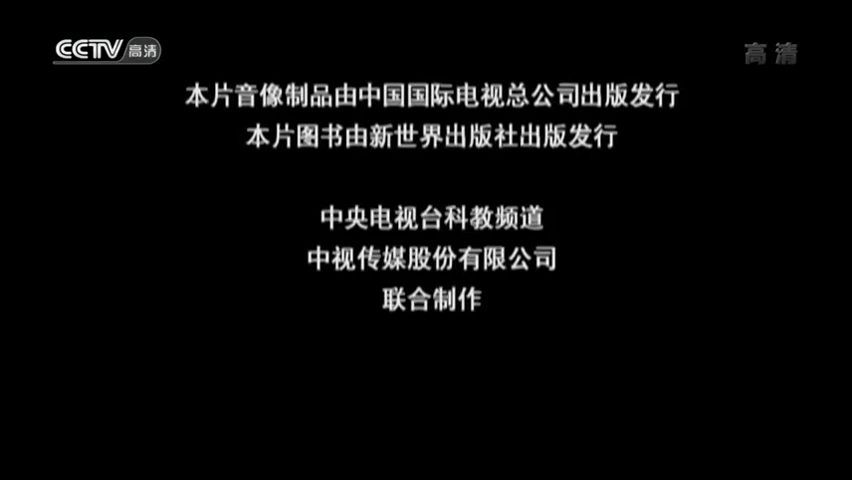 CCTV高清
高清
本片音像制品由中国国际电视总公司出版发行
本片图书由新世界出版社出版发行
中央电视台科教频道
中视传媒股份有限公司
联合制作